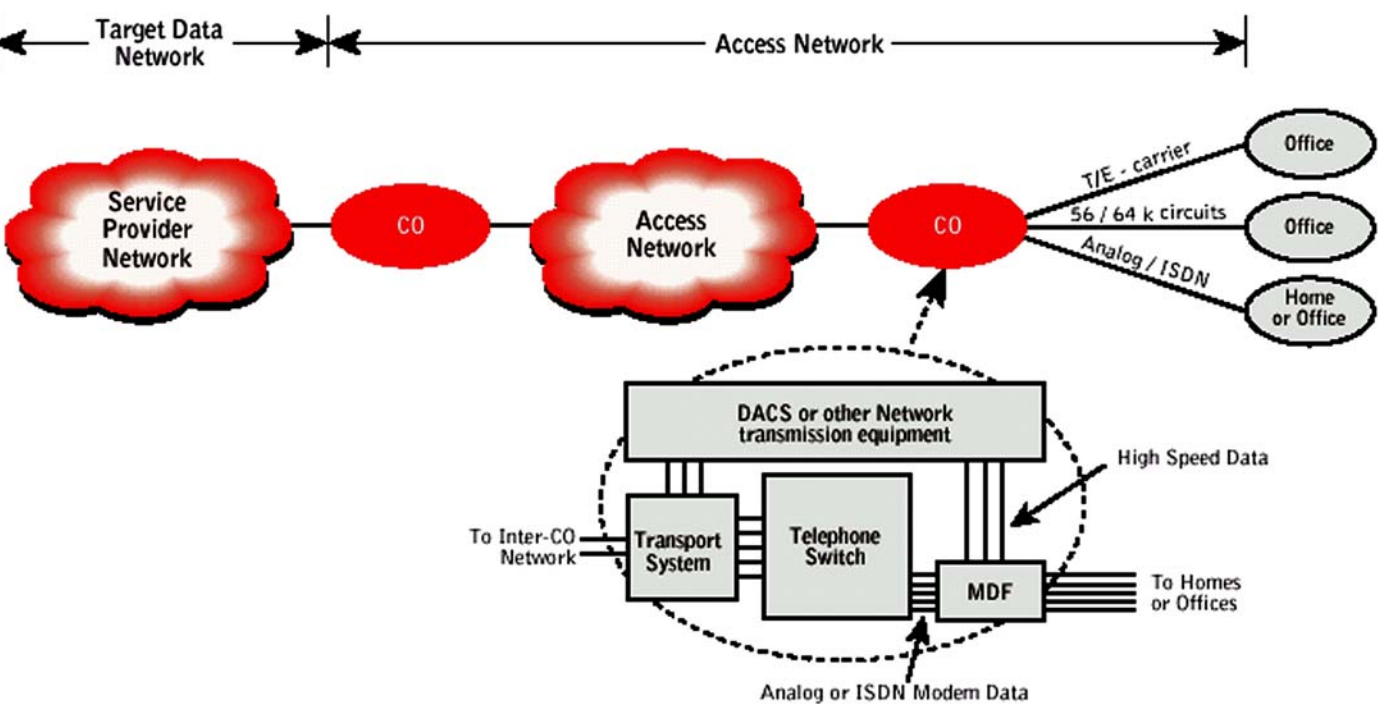 Target Data
Network
Access Network
Service
Provider
Network
CO
Access
Network
CO
T/E - carrier
56 / 64 k circuits
Analog / ISDN
Office
Office
Home
or Office
DACS or other Network
transmission equipment
High Speed Data
To Inter-CO
Network
Transport
System
Telephone
Switch
MDF
To Homes
or Offices
Analog or ISDN Modem Data